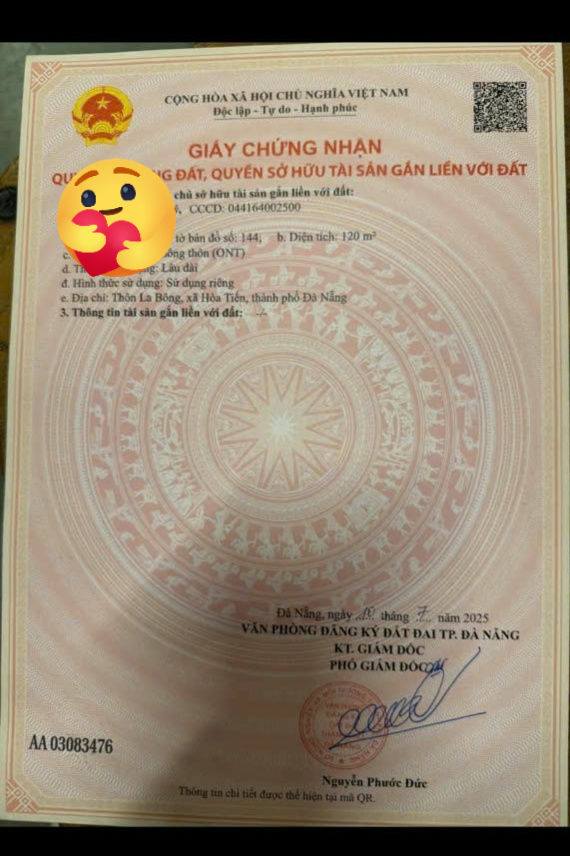 CỘNG HÒA XÃ HỘI CHỦ NGHĨA VIỆT NAM
Độc lập - Tự do - Hạnh phúc
GIẤY CHỨNG NHẬN
ĐẤT, QUYỀN SỞ HỮU TÀI SẢN GẮN LIỀN VỚI ĐẤT
chủ sở hữu tài sản gắn liền với đất:
CCCD: 044164002500
tờ bản đồ số: 144; b. Diện tích: 120 m²
c. thôn (ONT)
d. Lâu dài
đ. Hình thức sử dụng: Sử dụng riêng
e. Địa chỉ: Thôn La Bông, xã Hòa Tiến, thành phố Đà Nẵng
3. Thông tin tài sản gắn liền với đất: -/-
Đà Nẵng, ngày 10 tháng 7 năm 2025
VĂN PHÒNG ĐĂNG KÝ ĐẤT ĐAI TP. ĐÀ NẴNG
KT. GIÁM ĐỐC
PHÓ GIÁM ĐỐC
Nguyễn Phước Đức
AA 03083476
Thông tin chi tiết được thể hiện tại mã QR.